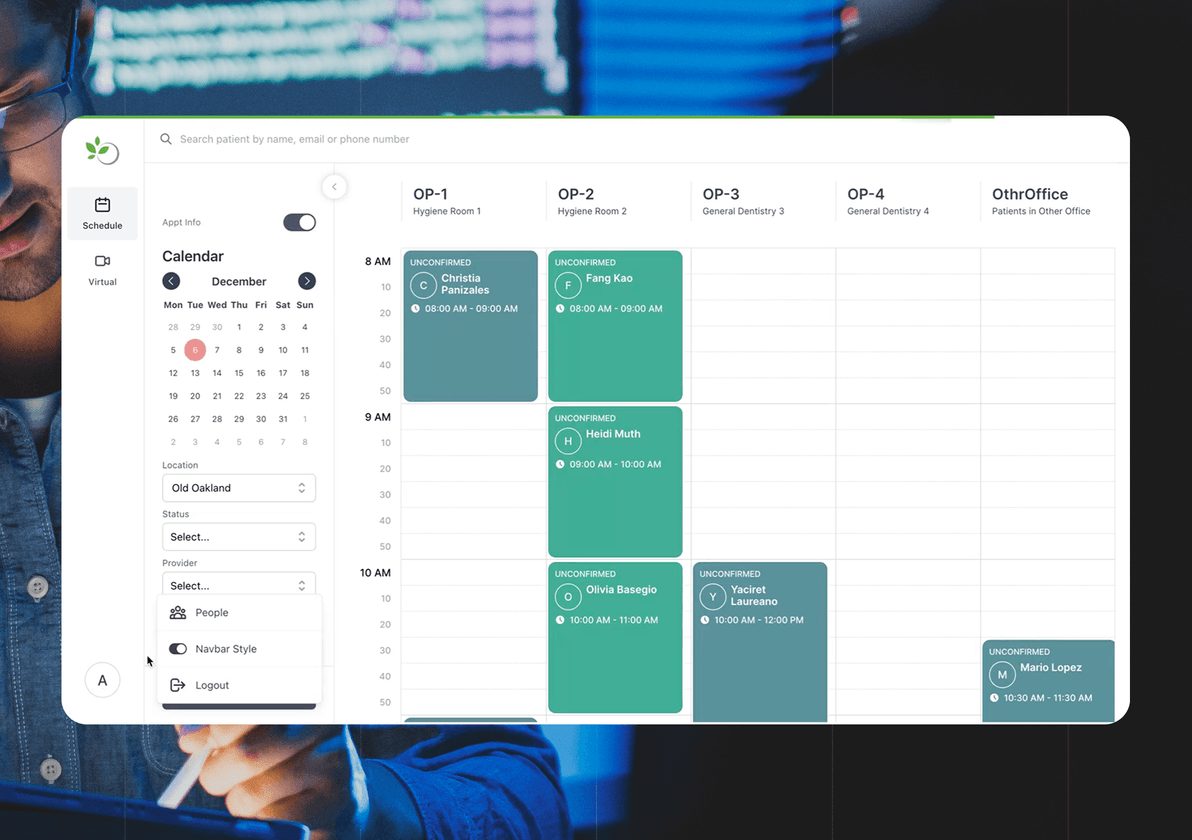 Search patient by name, email or phone number
Schedule
Virtual
A
Appt Info
Calendar
December
Mon Tue Wed Thu Fri Sat Sun
28 29 30 1 2 3 4
5 6 7 8 9 10 11
12 13 14 15 16 17 18
19 20 21 22 23 24 25
26 27 28 29 30 31 1
2 3 4 5 6 7 8
Location
Old Oakland
Status
Select...
Provider
Select...
People
Navbar Style
Logout
OP-1
Hygiene Room 1
OP-2
Hygiene Room 2
OP-3
General Dentistry 3
OP-4
General Dentistry 4
OthrOffice
Patients in Other Office
8 AM
10
20
30
40
50
9 AM
10
20
30
40
50
10 AM
10
20
30
40
50
UNCONFIRMED
C
Christia
Panizales
08:00 AM - 09:00 AM
UNCONFIRMED
F
Fang Kao
08:00 AM - 09:00 AM
UNCONFIRMED
H
Heidi Muth
09:00 AM - 10:00 AM
UNCONFIRMED
O
Olivia Basegio
10:00 AM - 11:00 AM
UNCONFIRMED
Y
Yaciret
Laureano
10:00 AM - 12:00 PM
UNCONFIRMED
M
Mario Lopez
10:30 AM - 11:30 AM